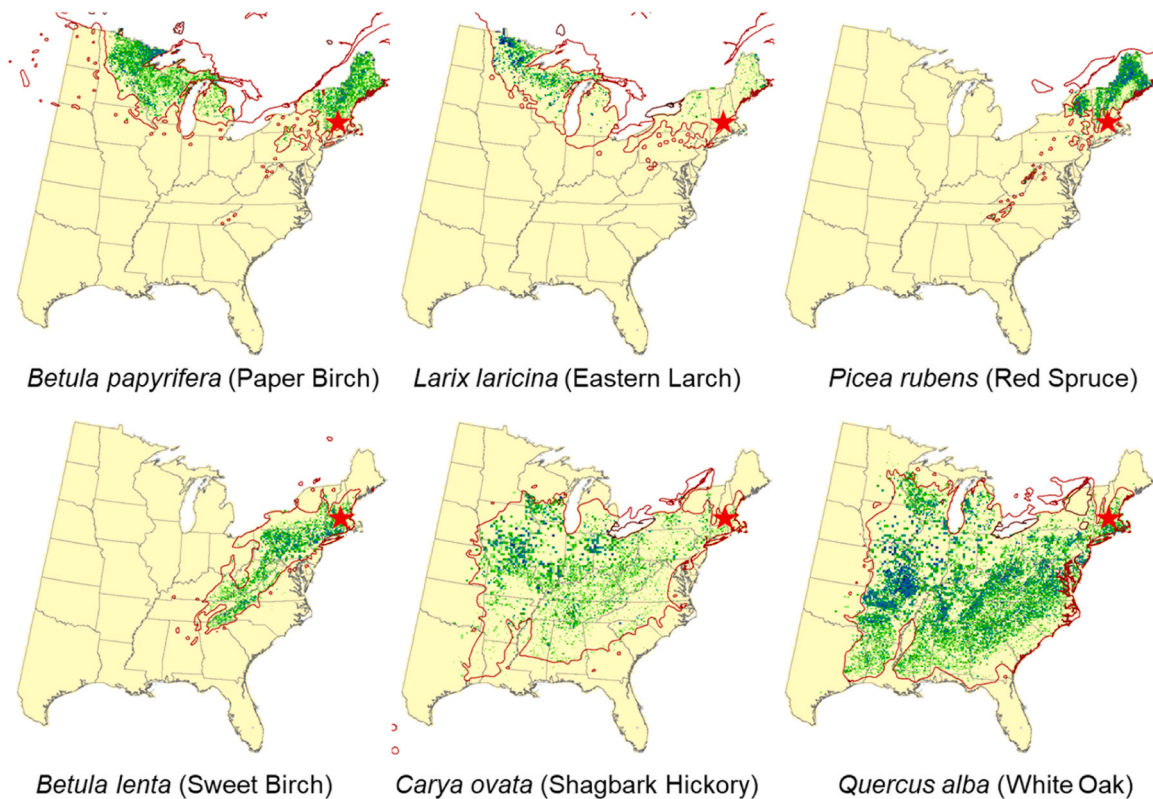 Betula papyrifera (Paper Birch)
Larix laricina (Eastern Larch)
Picea rubens (Red Spruce)
Betula lenta (Sweet Birch)
Carya ovata (Shagbark Hickory)
Quercus alba (White Oak)